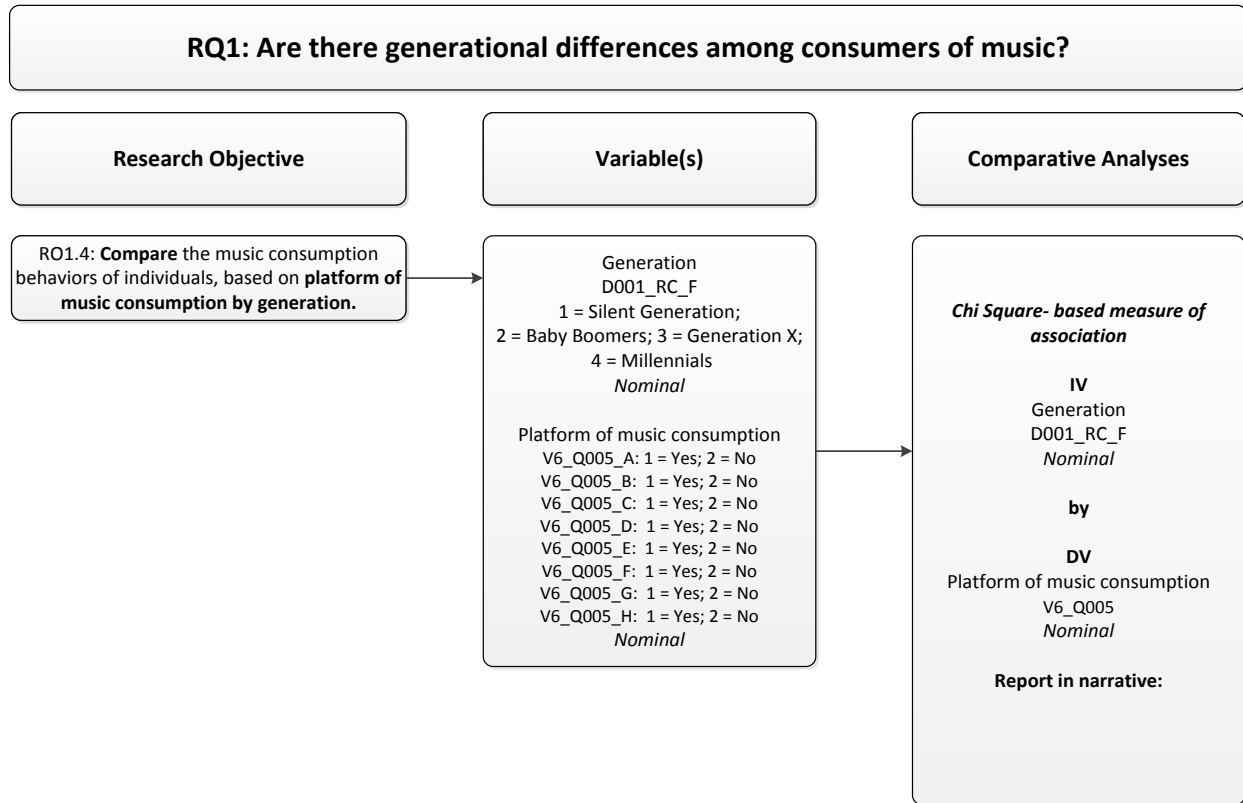 RQ1: Are there generational differences among consumers of music?
Research Objective
Variable(s)
Comparative Analyses
RO1.4: Compare the music consumption
behaviors of individuals, based on platform of
music consumption by generation.
Generation
D001_RC_F
1 = Silent Generation;
2 = Baby Boomers; 3 = Generation X;
4 = Millennials
Nominal
Platform of music consumption
V6_Q005_A: 1 = Yes; 2 = No
V6_Q005_B:  1 = Yes; 2 = No
V6_Q005_C:  1 = Yes; 2 = No
V6_Q005_D:  1 = Yes; 2 = No
V6_Q005_E:  1 = Yes; 2 = No
V6_Q005_F:  1 = Yes; 2 = No
V6_Q005_G:  1 = Yes; 2 = No
V6_Q005_H:  1 = Yes; 2 = No
Nominal
Chi Square- based measure of
association
IV
Generation
D001_RC_F
Nominal
by
DV
Platform of music consumption
V6_Q005
Nominal
Report in narrative: